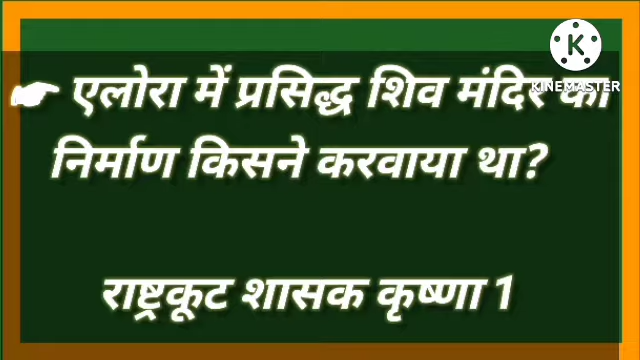 K
KINEMASTER
☛ एलोरा में प्रसिद्ध शिव मंदिर का
निर्माण किसने करवाया था?
राष्ट्रकूट शासक कृष्णा 1